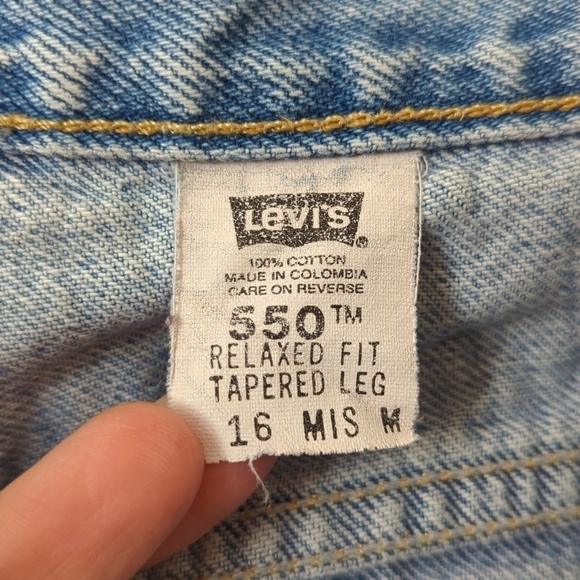 Levi's ®
100% COTTON
MADE IN COLOMBIA
CARE ON REVERSE
550™
RELAXED FIT
TAPERED LEG
16 MIS M